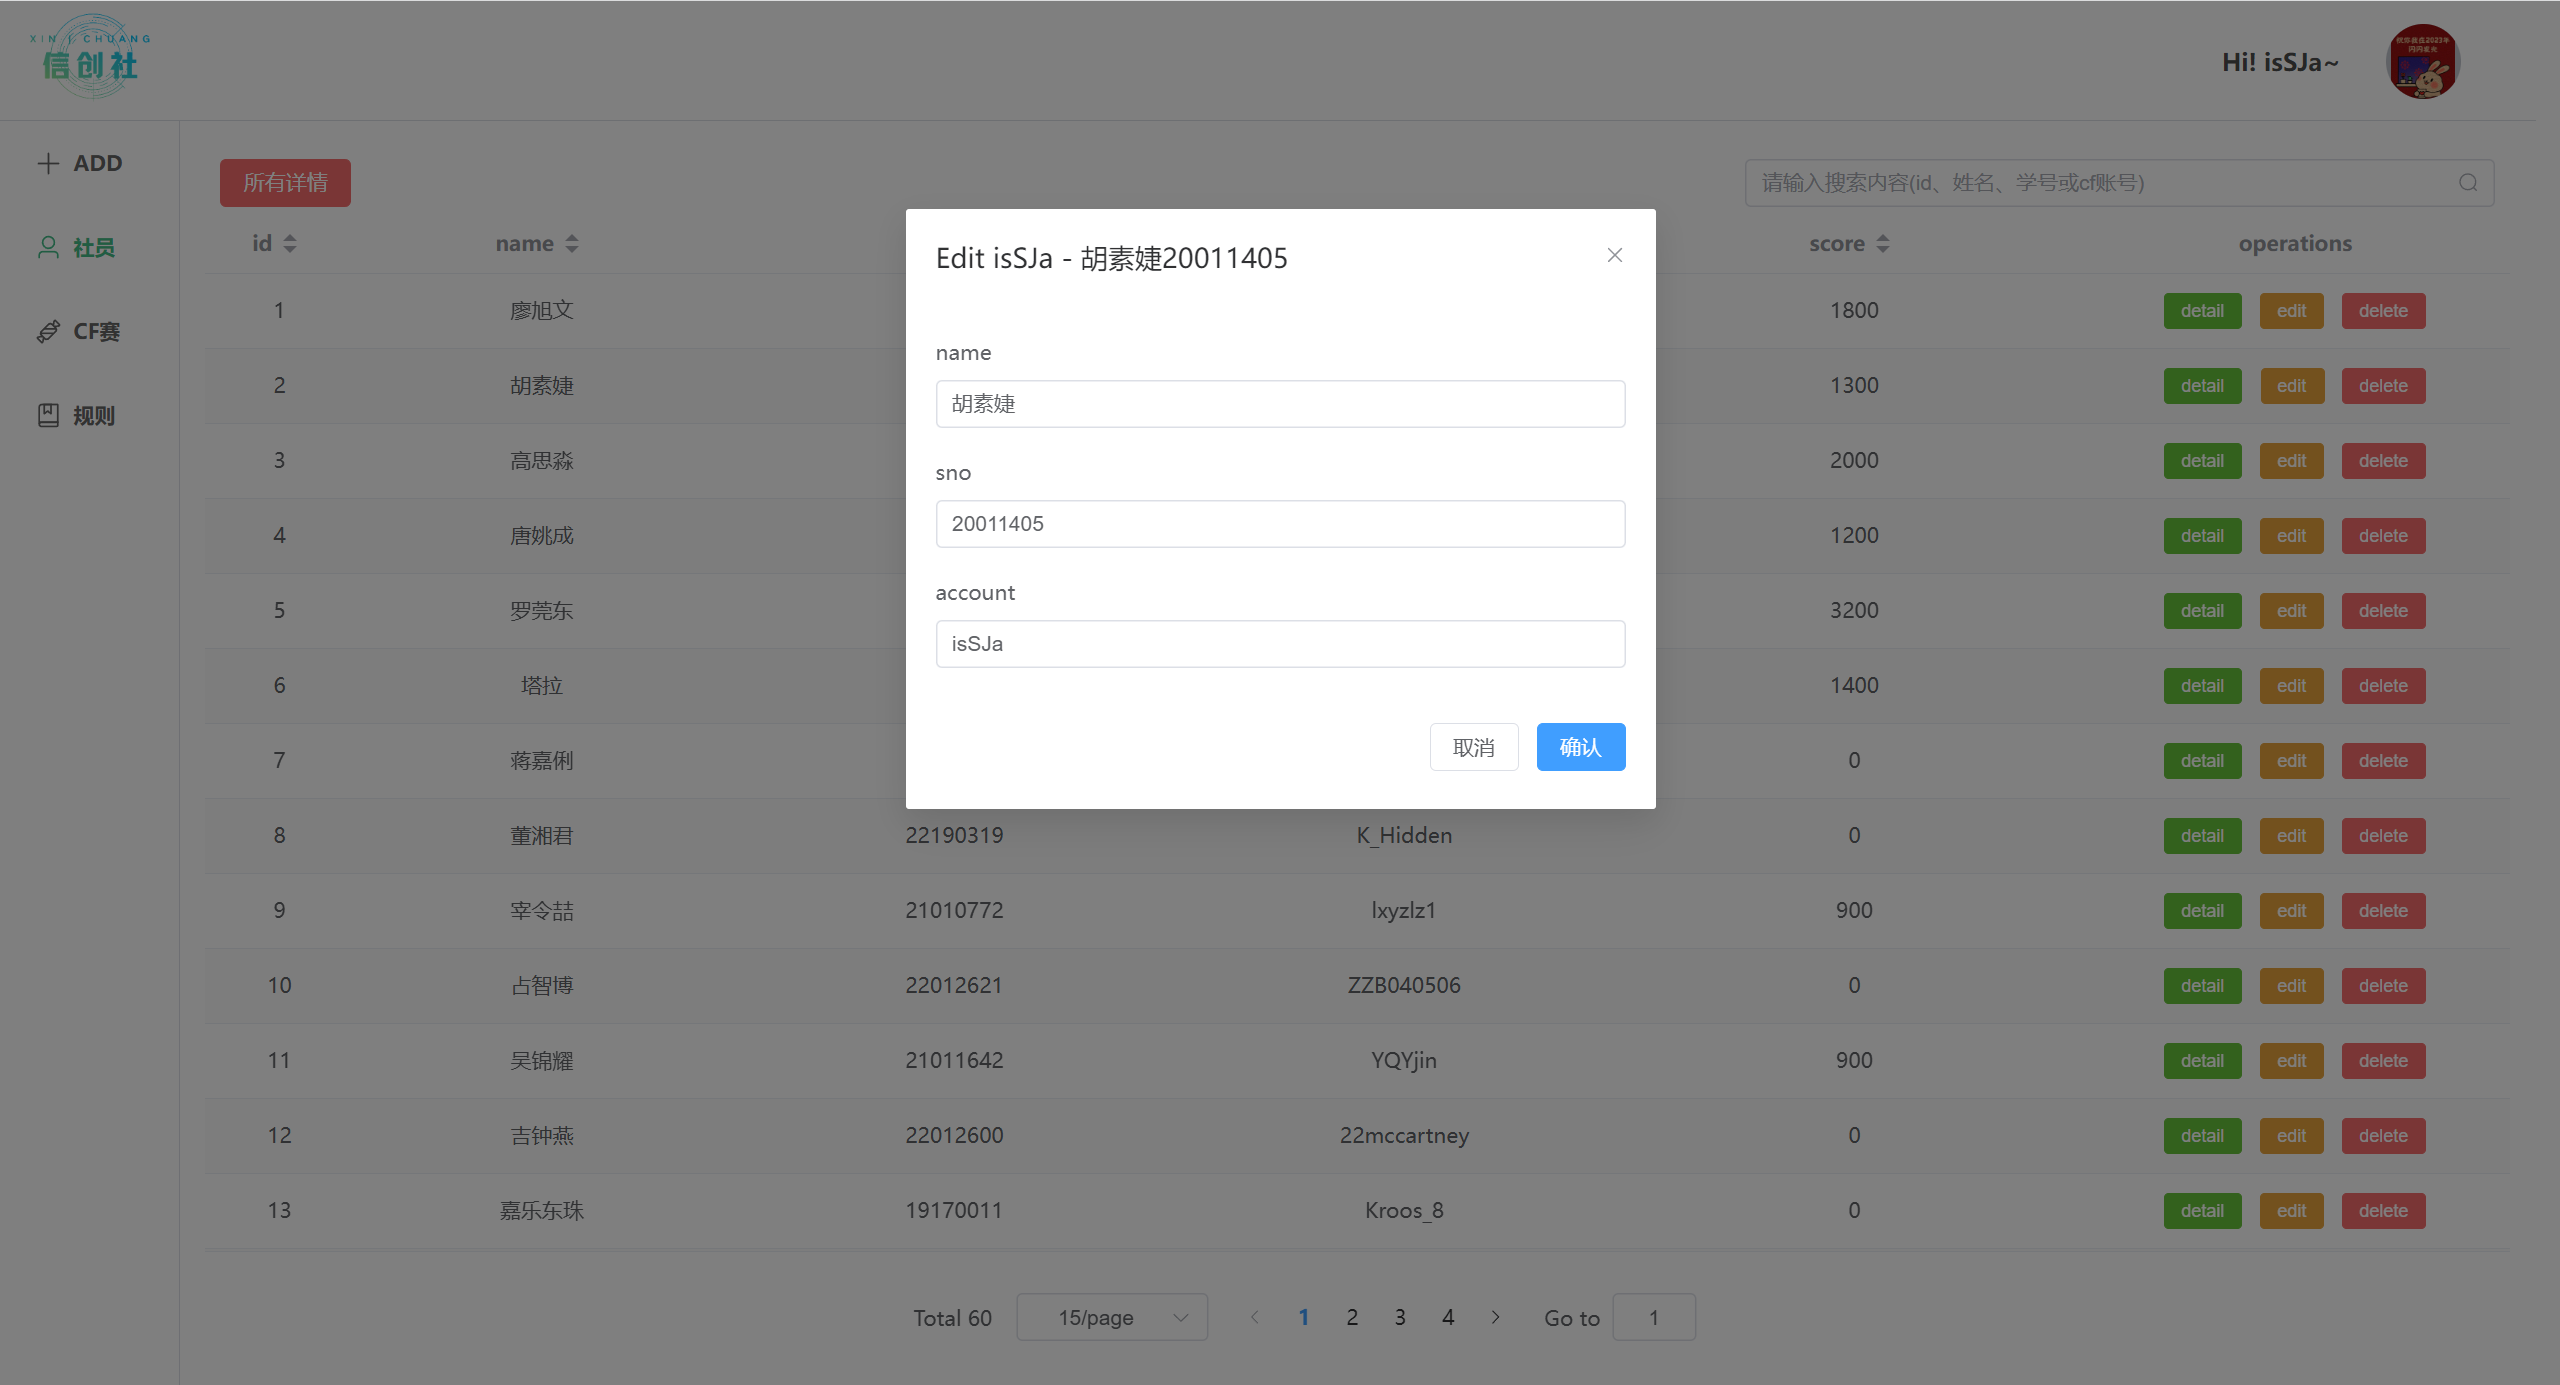 XIN CHUANG
信创社
Hi! isSJa~
ADD
社员
CF赛
规则
所有详情
请输入搜索内容(id、姓名、学号或cf账号)
id name score operations
1 廖旭文 1800 detail edit delete
2 胡素婕 1300 detail edit delete
3 高思淼 2000 detail edit delete
4 唐姚成 1200 detail edit delete
5 罗莞东 3200 detail edit delete
6 塔拉 1400 detail edit delete
7 蒋嘉俐 0 detail edit delete
8 董湘君 22190319 K_Hidden 0 detail edit delete
9 宰令喆 21010772 lxyzlz1 900 detail edit delete
10 占智博 22012621 ZZB040506 0 detail edit delete
11 吴锦耀 21011642 YQYjin 900 detail edit delete
12 吉钟燕 22012600 22mccartney 0 detail edit delete
13 嘉乐东珠 19170011 Kroos_8 0 detail edit delete
Total 60 15/page 1 2 3 4 Go to 1
Edit isSJa - 胡素婕20011405
name
胡素婕
sno
20011405
account
isSJa
取消 确认